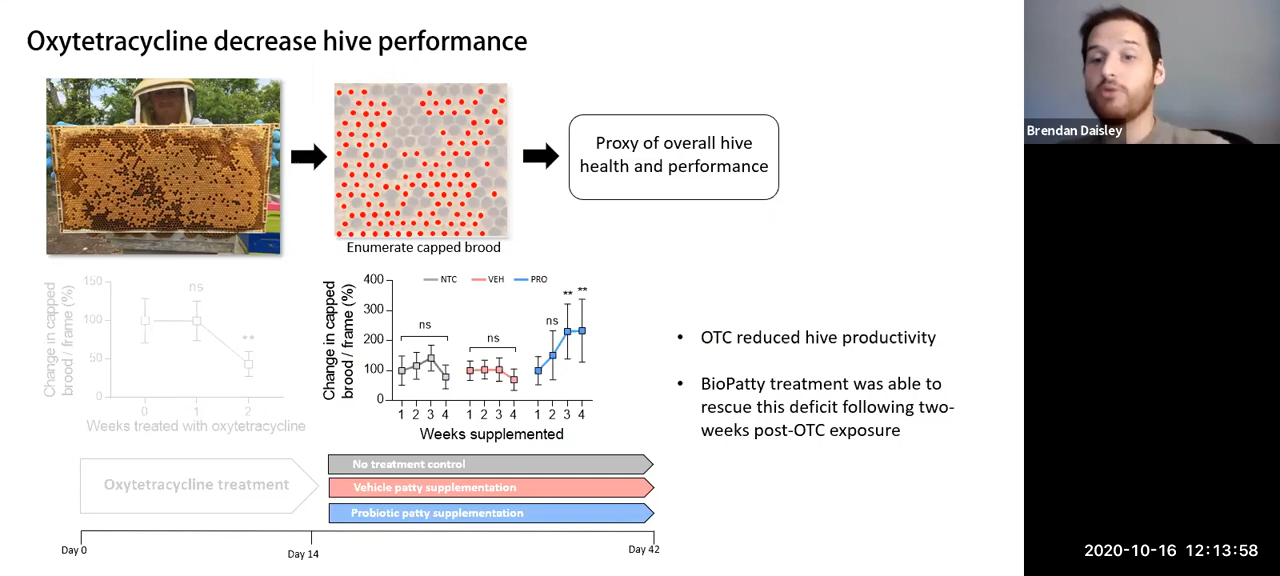 Oxytetracycline decrease hive performance
Brendan Daisley
Proxy of overall hive
health and performance
Enumerate capped brood
Change in capped
brood / frame (%)
150
100
50
0
ns
**
0 1 2
Weeks treated with oxytetracycline
Change in capped
brood / frame (%)
400
300
200
100
0
NTC VEH PRO
ns
ns
ns
** **
1 2 3 4 1 2 3 4 1 2 3 4
Weeks supplemented
• OTC reduced hive productivity
• BioPatty treatment was able to
rescue this deficit following two-
weeks post-OTC exposure
Oxytetracycline treatment
No treatment control
Vehicle patty supplementation
Probiotic patty supplementation
Day 0
Day 14
Day 42
2020-10-16 12:13:58